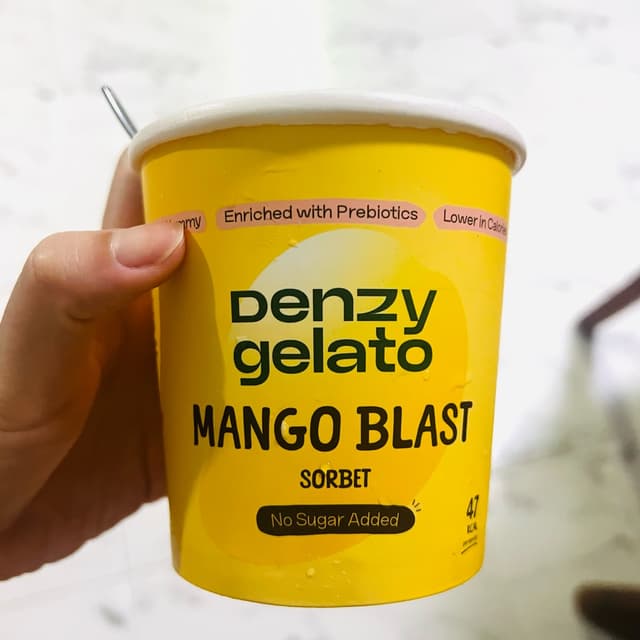 Enriched with Prebiotics
Lower in
Denzy
gelato
MANGO BLAST
SORBET
No Sugar Added
47
KCAL